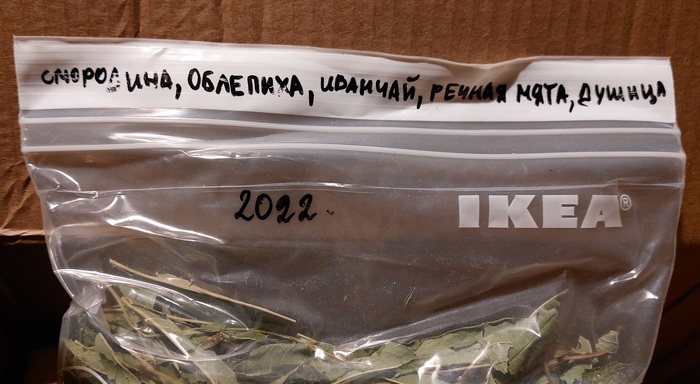 СМОРОДИНА, ОБЛЕПИХА, ИВАНЧАЙ, РЕЧНАЯ МЯТА, ДУШИЦА
2022.
IKEA®